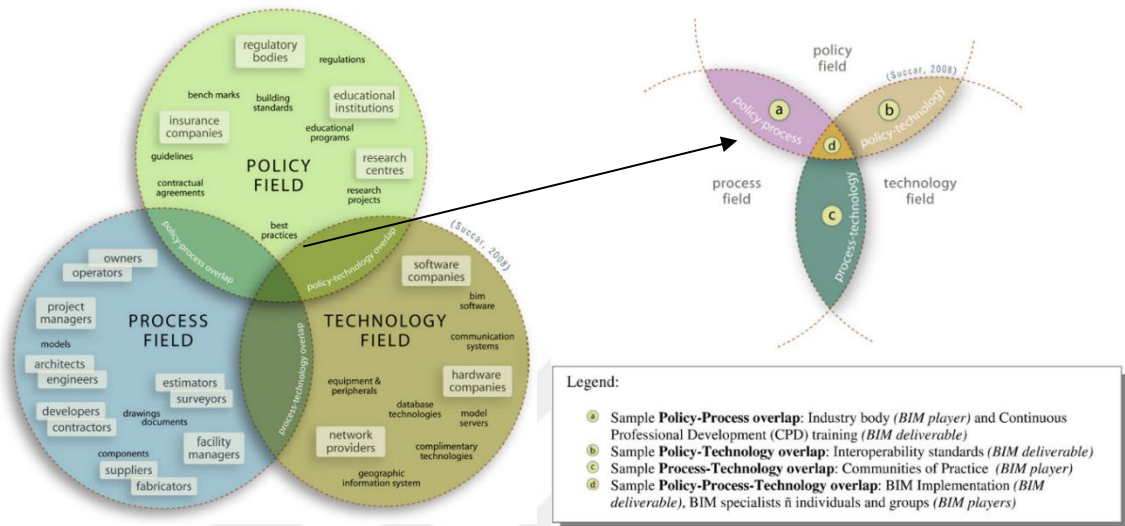 regulatory
bodies
regulations
bench marks
building
standards
educational
institutions
insurance
companies
educational
programs
guidelines
POLICY
FIELD
research
centres
contractual
agreements
research
projects
best
practices
policy-process overlap
policy-technology overlap
(Succar, 2008)
owners
operators
project
managers
PROCESS
FIELD
models
architects
engineers
estimators
surveyors
developers
contractors
drawings
documents
facility
managers
components
suppliers
fabricators
process-technology overlap
software
companies
bim
software
TECHNOLOGY
FIELD
communication
systems
equipment &
peripherals
hardware
companies
database
technologies
model
servers
network
providers
complimentary
technologies
geographic
information system
policy
field
(Succar, 2008)
a
policy-process
b
policy-technology
d
process
field
technology
field
c
process-technology
Legend:
a Sample Policy-Process overlap: Industry body (BIM player) and Continuous
Professional Development (CPD) training (BIM deliverable)
b Sample Policy-Technology overlap: Interoperability standards (BIM deliverable)
c Sample Process-Technology overlap: Communities of Practice (BIM player)
d Sample Policy-Process-Technology overlap: BIM Implementation (BIM
deliverable), BIM specialists ñ individuals and groups (BIM players)